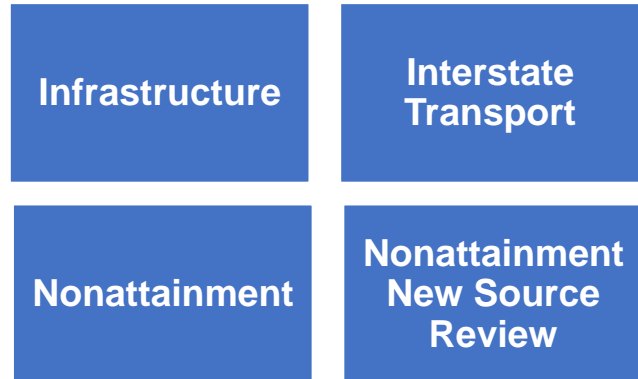 Infrastructure
Interstate
Transport
Nonattainment
Nonattainment
New Source
Review